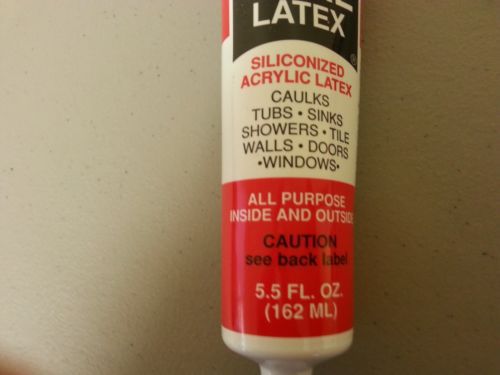 LATEX
®
SILICONIZED
ACRYLIC LATEX
CAULKS
TUBS • SINKS
SHOWERS • TILE
WALLS • DOORS
•WINDOWS•
ALL PURPOSE
INSIDE AND OUTSIDE
CAUTION
see back label
5.5 FL. OZ.
(162 ML)